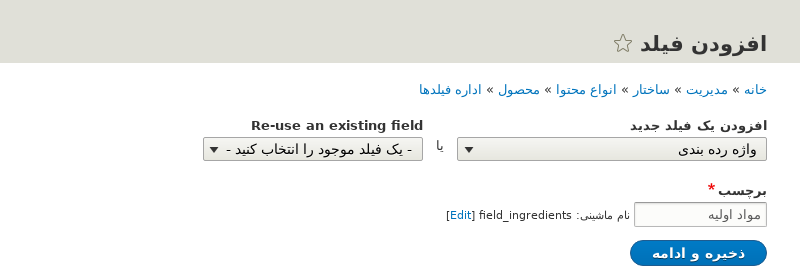 افزودن فیلد
خانه » مدیریت » ساختار » انواع محتوا » محصول » اداره فیلدها
افزودن یک فیلد جدید
واژه رده بندی
یا
Re-use an existing field
- یک فیلد موجود را انتخاب کنید -
برچسب *
مواد اولیه
نام ماشینی: field_ingredients [Edit]
ذخیره و ادامه